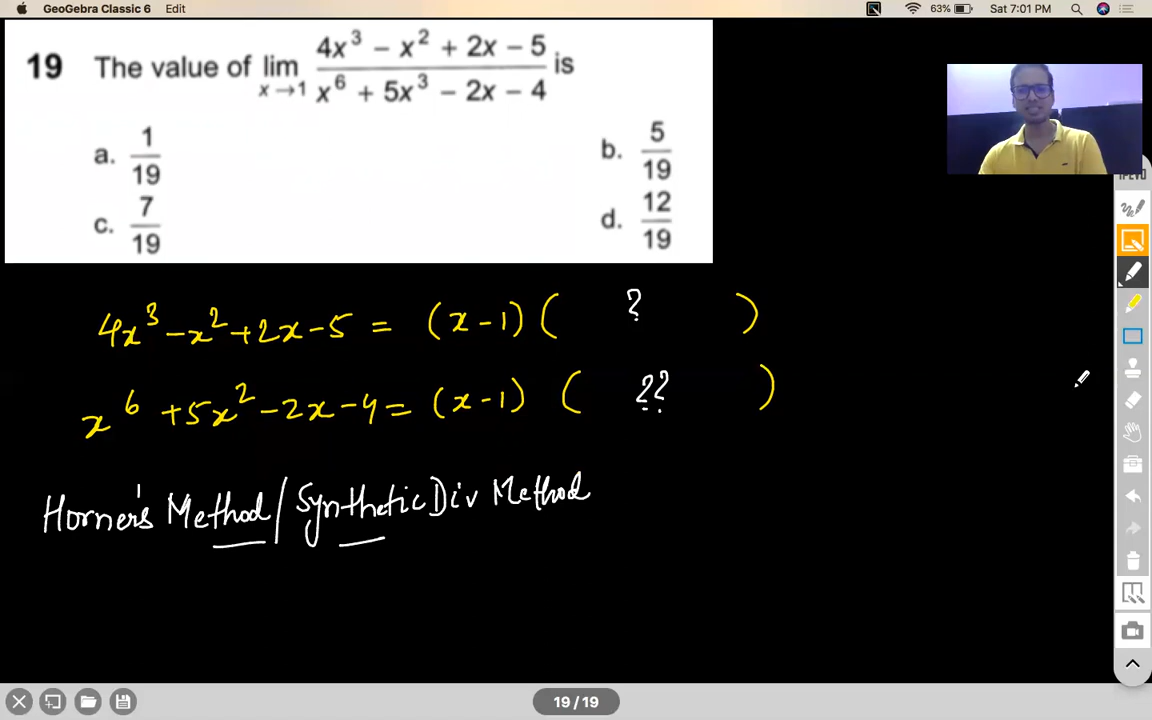 GeoGebra Classic 6 Edit 63% Sat 7:01 PM
19 The value of lim x→1 (4x³ − x² + 2x − 5)/(x⁶ + 5x³ − 2x − 4) is
a. 1/19 b. 5/19
c. 7/19 d. 12/19
4x³ − x² + 2x − 5 = (x − 1) ( ? )
x⁶ + 5x² − 2x − 4 = (x − 1) ( ?? )
Horner's Method / Synthetic Div Method
19 / 19